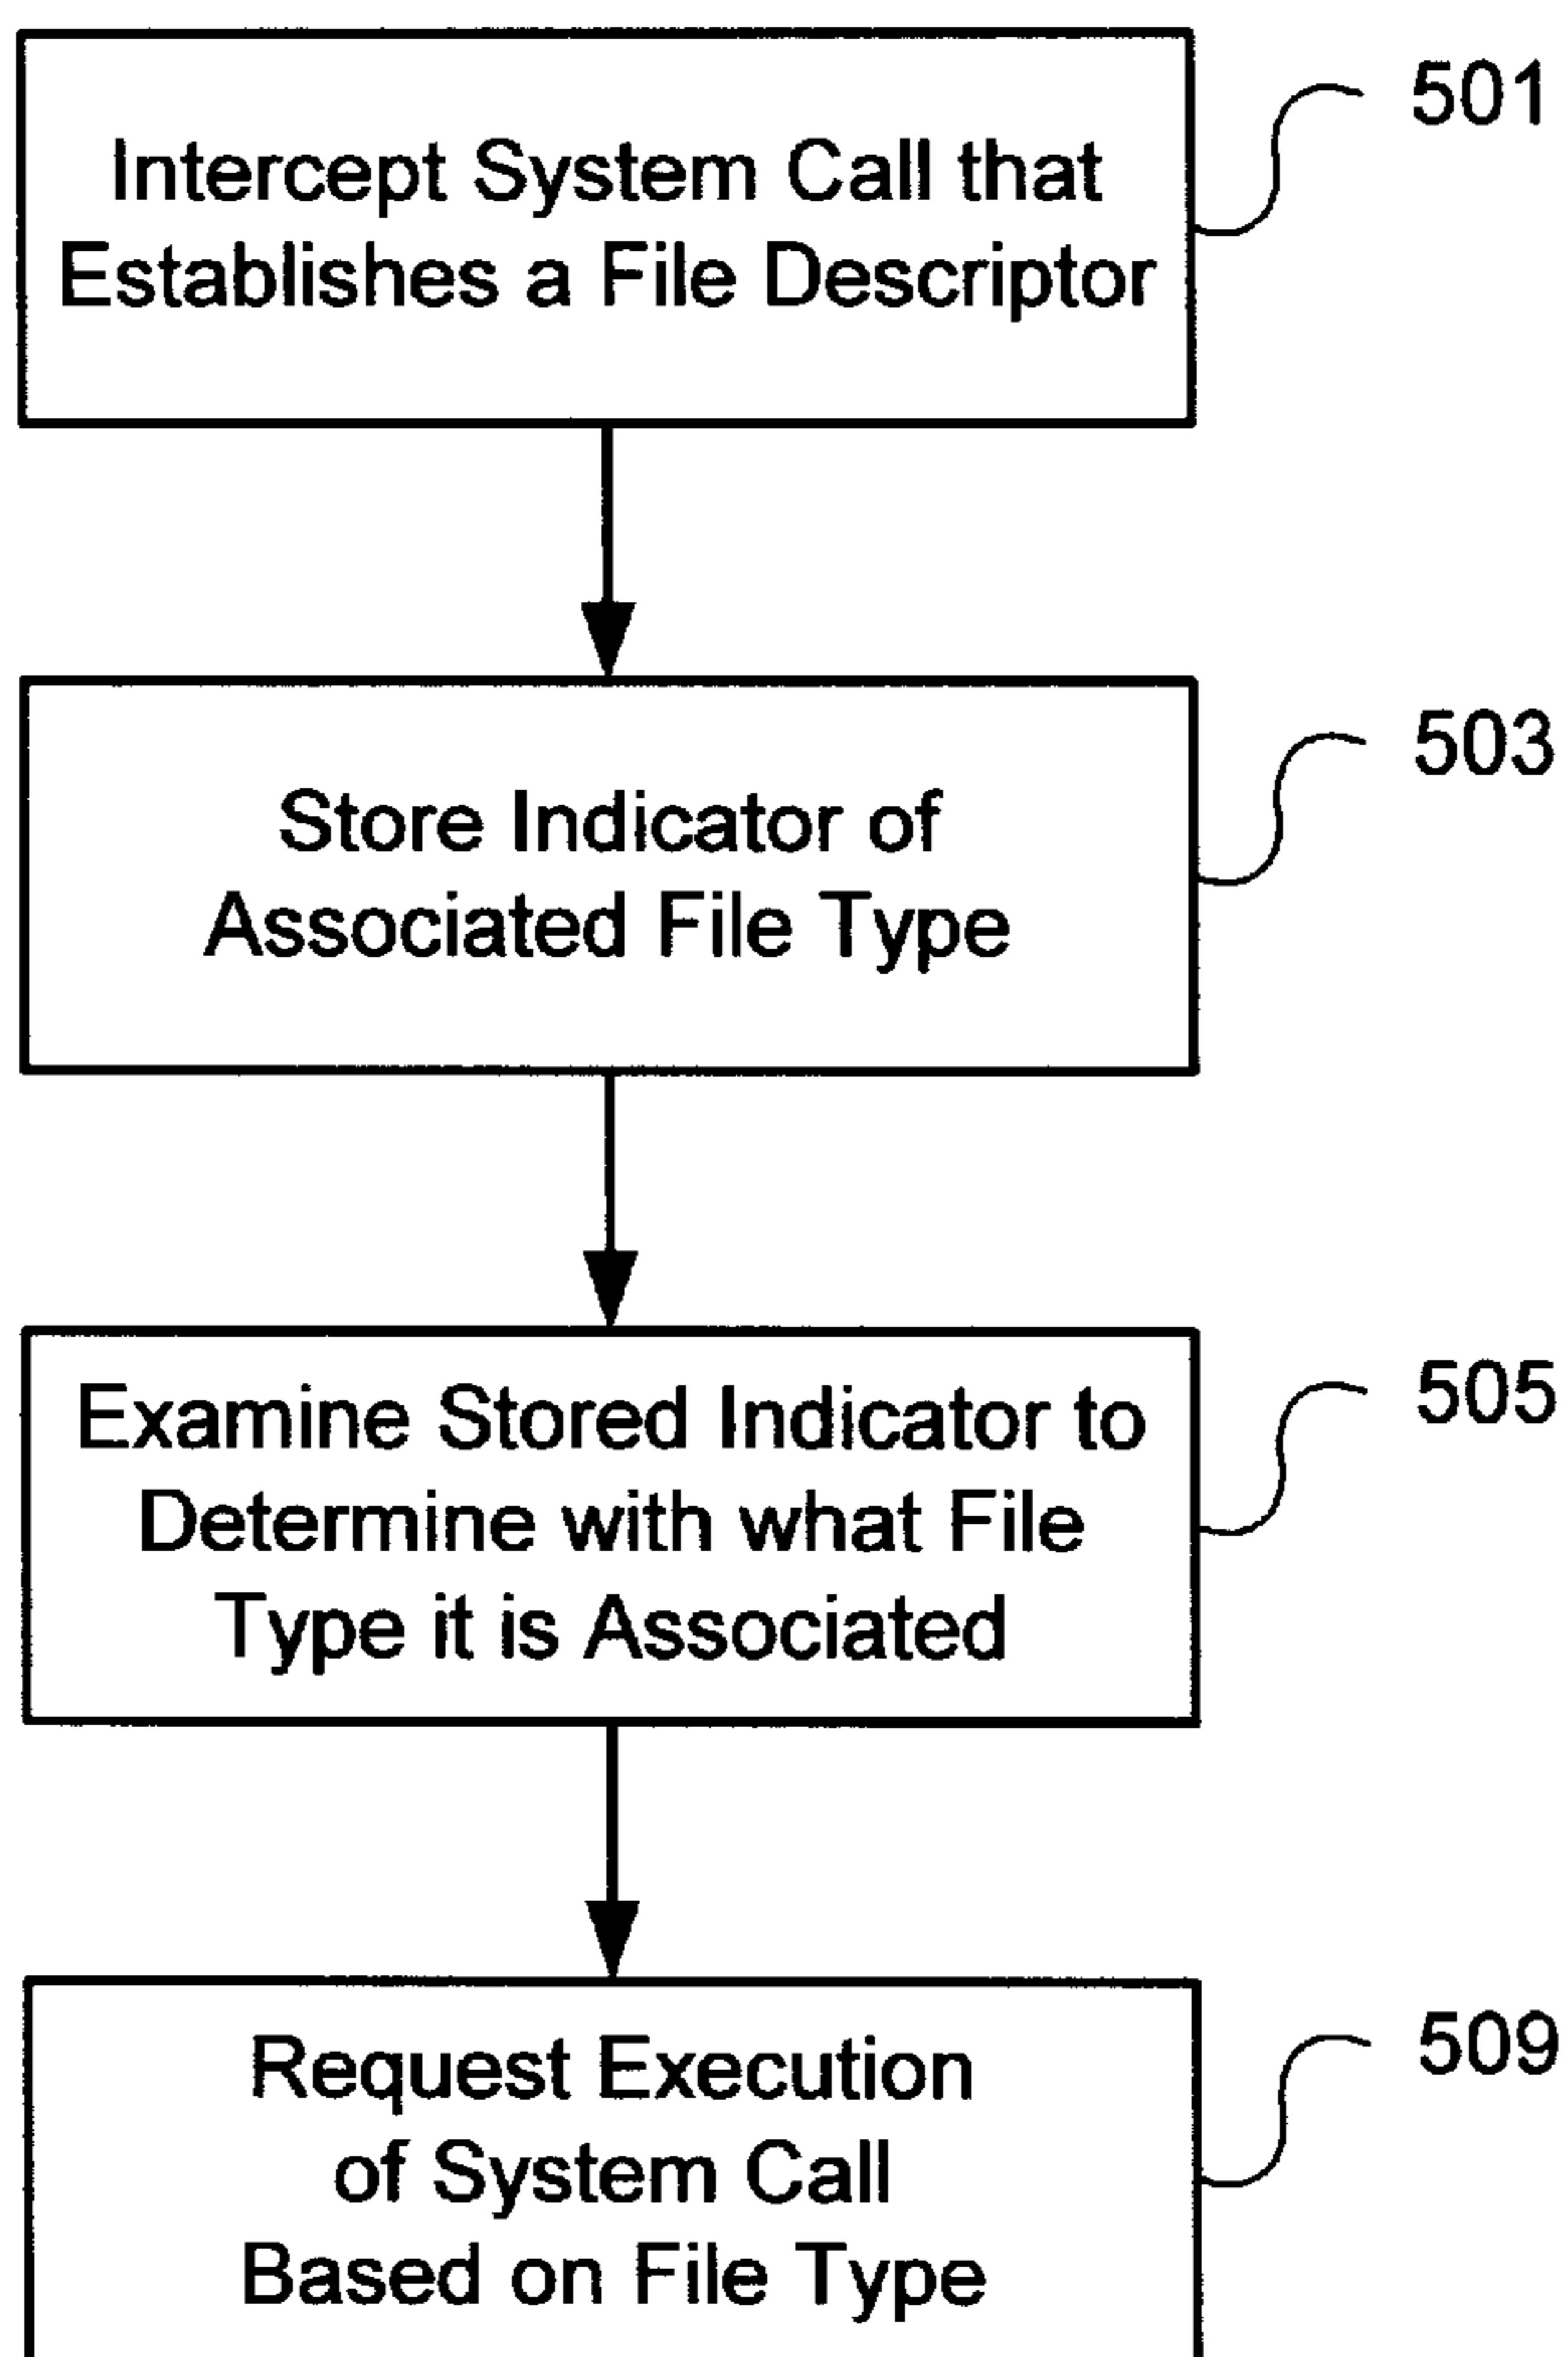 Intercept System Call that
Establishes a File Descriptor
501
Store Indicator of
Associated File Type
503
Examine Stored Indicator to
Determine with what File
Type it is Associated
505
Request Execution
of System Call
Based on File Type
509